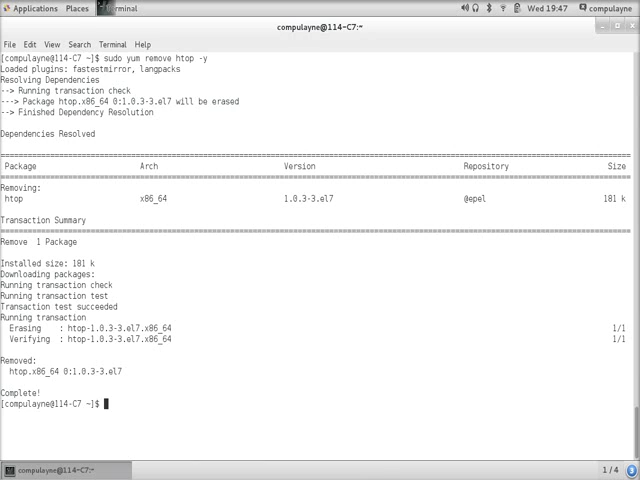 Applications Places Terminal Wed 19:47 compulayne
compulayne@114-C7:~
File Edit View Search Terminal Help
[compulayne@114-C7 ~]$ sudo yum remove htop -y
Loaded plugins: fastestmirror, langpacks
Resolving Dependencies
--> Running transaction check
---> Package htop.x86_64 0:1.0.3-3.el7 will be erased
--> Finished Dependency Resolution
Dependencies Resolved
Package Arch Version Repository Size
Removing:
htop x86_64 1.0.3-3.el7 @epel 181 k
Transaction Summary
Remove 1 Package
Installed size: 181 k
Downloading packages:
Running transaction check
Running transaction test
Transaction test succeeded
Running transaction
Erasing : htop-1.0.3-3.el7.x86_64 1/1
Verifying : htop-1.0.3-3.el7.x86_64 1/1
Removed:
htop.x86_64 0:1.0.3-3.el7
Complete!
[compulayne@114-C7 ~]$
compulayne@114-C7:~ 1 / 4 3